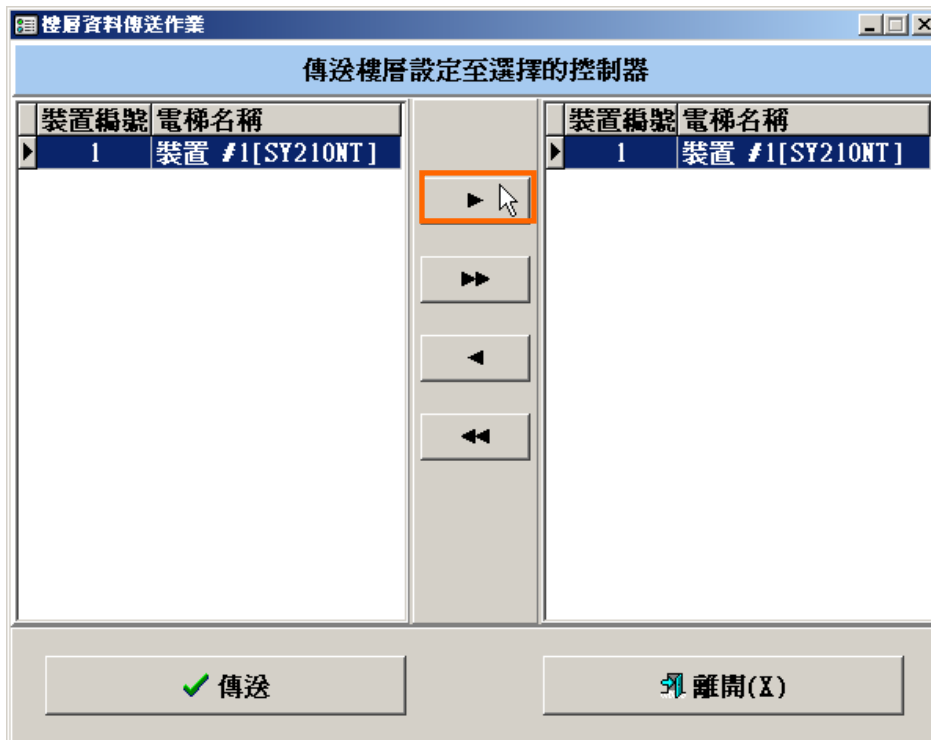 樓層資料傳送作業
傳送樓層設定至選擇的控制器
裝置編號 電梯名稱
1 裝置 #1[SY210NT]
裝置編號 電梯名稱
1 裝置 #1[SY210NT]
傳送
離開(X)